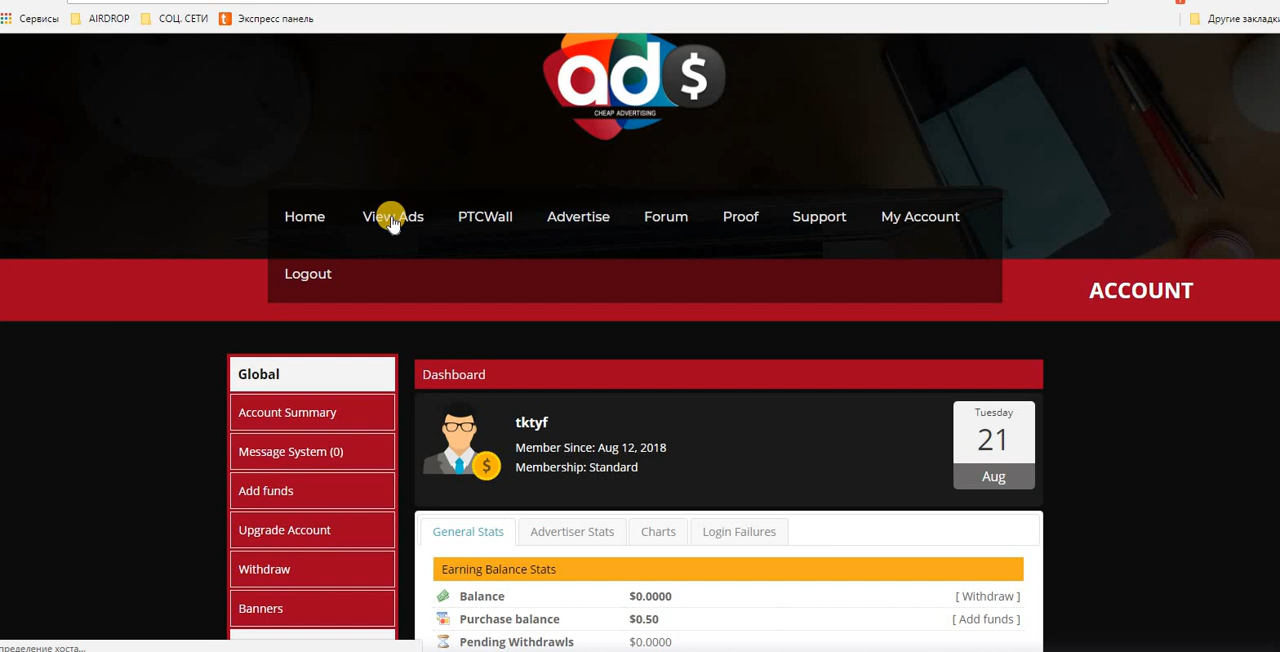 Сервисы AIRDROP СОЦ. СЕТИ Экспресс панель Другие закладки
ad $
CHEAP ADVERTISING
Home View Ads PTCWall Advertise Forum Proof Support My Account
Logout
ACCOUNT
Global
Account Summary
Message System (0)
Add funds
Upgrade Account
Withdraw
Banners
Dashboard
tktyf
Member Since: Aug 12, 2018
Membership: Standard
Tuesday
21
Aug
General Stats Advertiser Stats Charts Login Failures
Earning Balance Stats
Balance $0.0000 [ Withdraw ]
Purchase balance $0.50 [ Add funds ]
Pending Withdrawls $0.0000
пределение хоста...